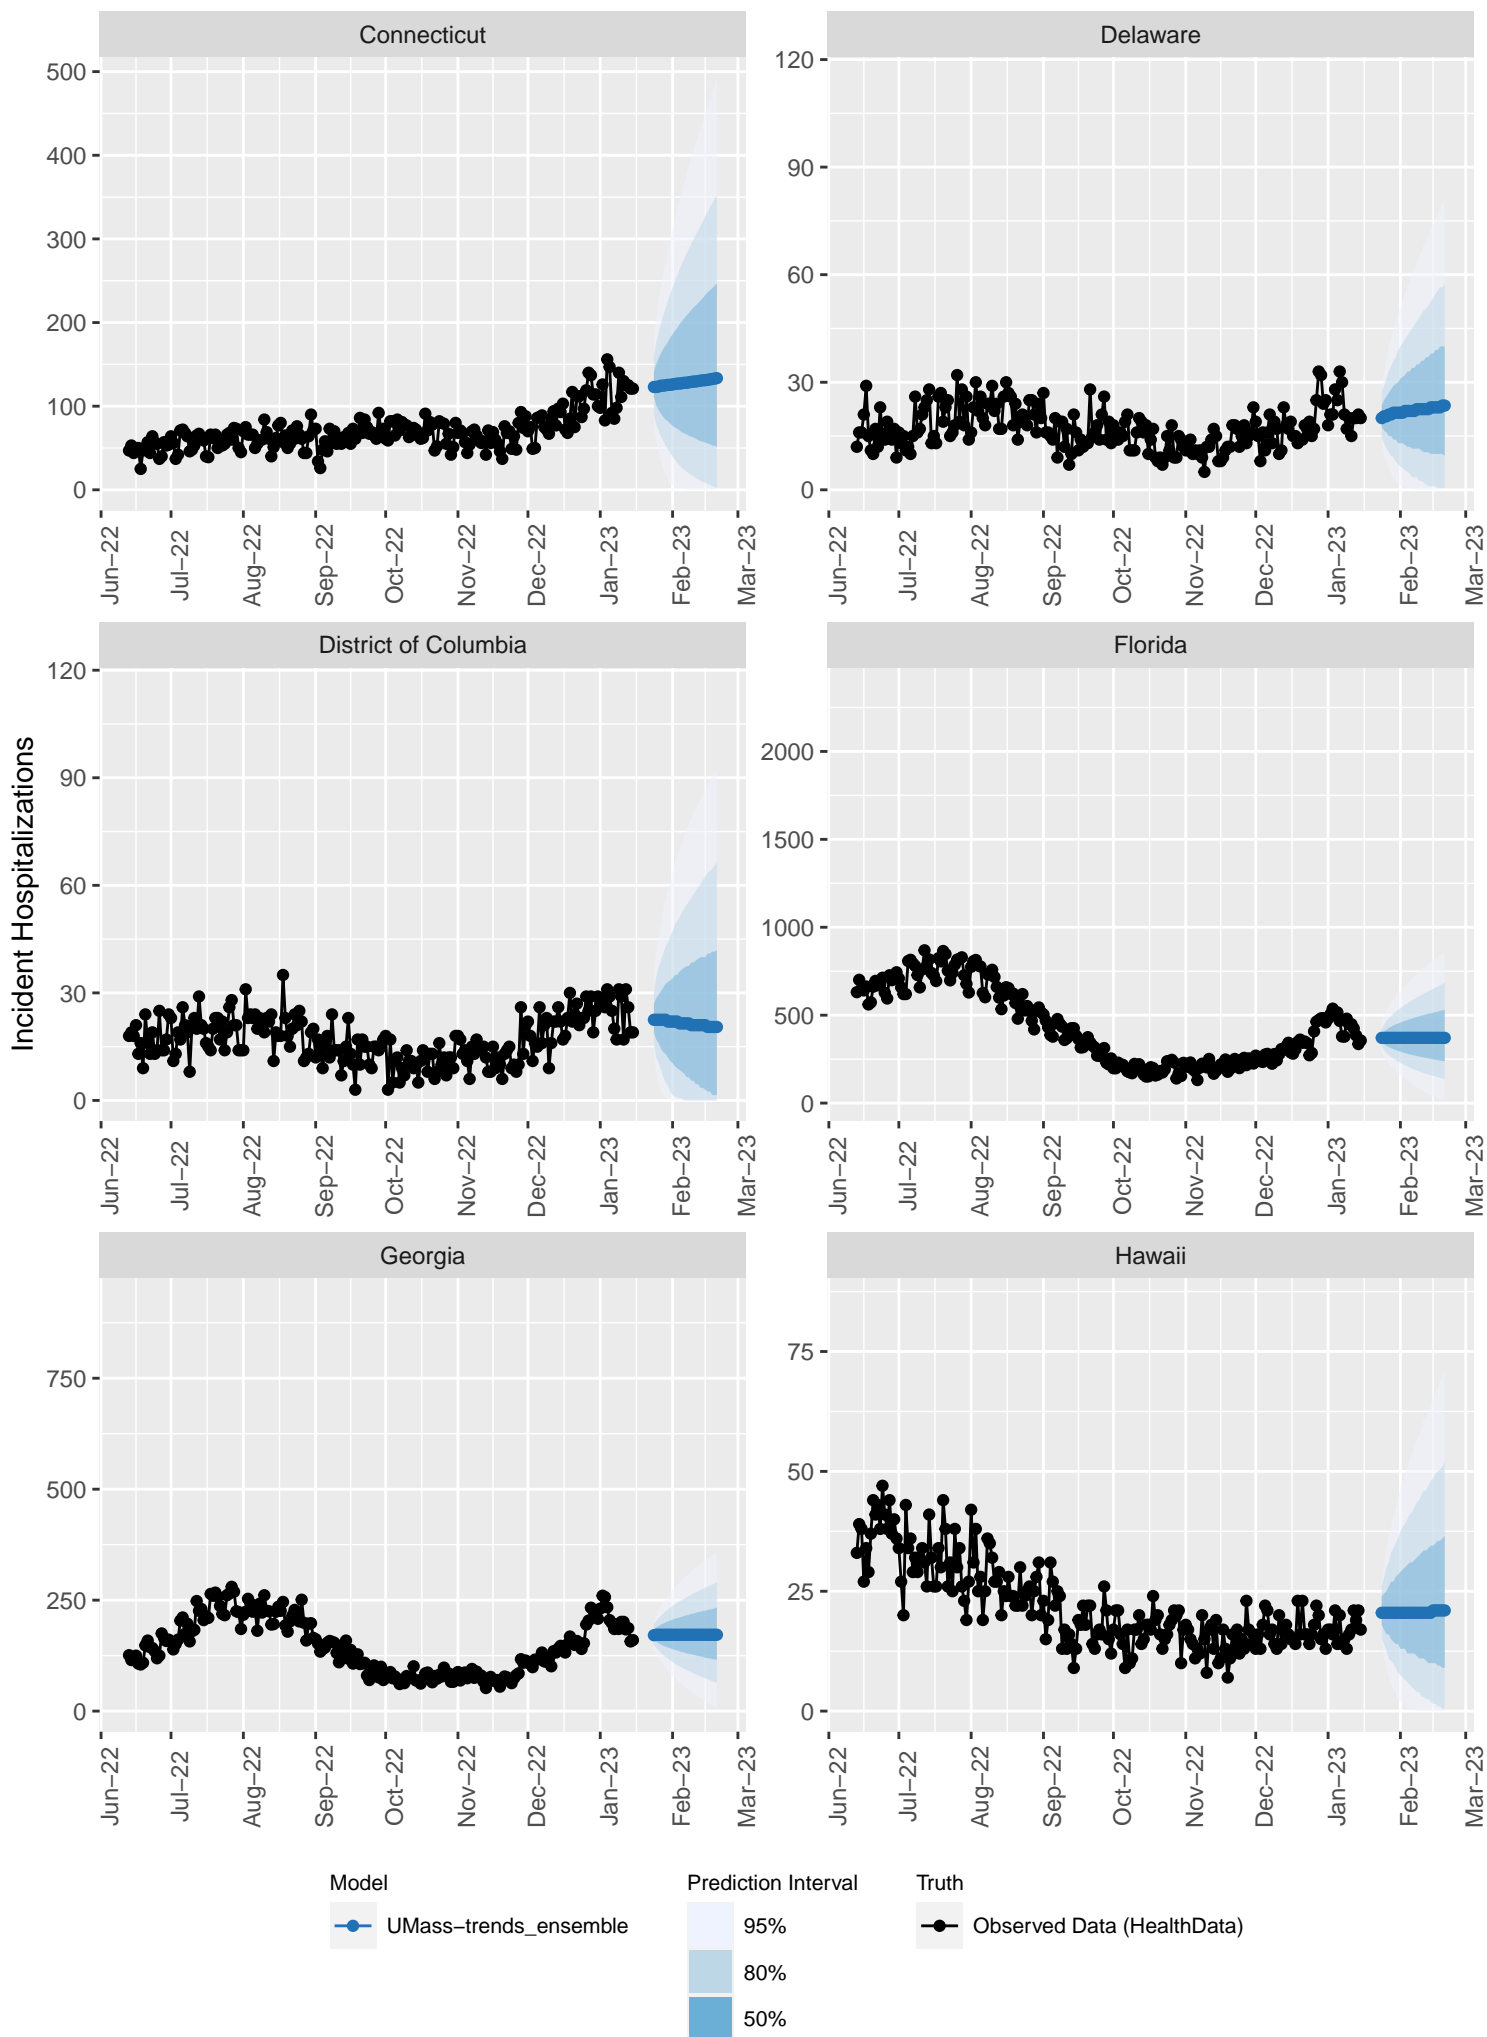 Connecticut
Delaware
500
400
300
200
100
0
120
90
60
30
0
Jun−22
Jul−22
Aug−22
Sep−22
Oct−22
Nov−22
Dec−22
Jan−23
Feb−23
Mar−23
Jun−22
Jul−22
Aug−22
Sep−22
Oct−22
Nov−22
Dec−22
Jan−23
Feb−23
Mar−23
District of Columbia
Florida
Incident Hospitalizations
120
90
60
30
0
2000
1500
1000
500
0
Jun−22
Jul−22
Aug−22
Sep−22
Oct−22
Nov−22
Dec−22
Jan−23
Feb−23
Mar−23
Jun−22
Jul−22
Aug−22
Sep−22
Oct−22
Nov−22
Dec−22
Jan−23
Feb−23
Mar−23
Georgia
Hawaii
750
500
250
0
75
50
25
0
Jun−22
Jul−22
Aug−22
Sep−22
Oct−22
Nov−22
Dec−22
Jan−23
Feb−23
Mar−23
Jun−22
Jul−22
Aug−22
Sep−22
Oct−22
Nov−22
Dec−22
Jan−23
Feb−23
Mar−23
Model
UMass−trends_ensemble
Prediction Interval
95%
80%
50%
Truth
Observed Data (HealthData)